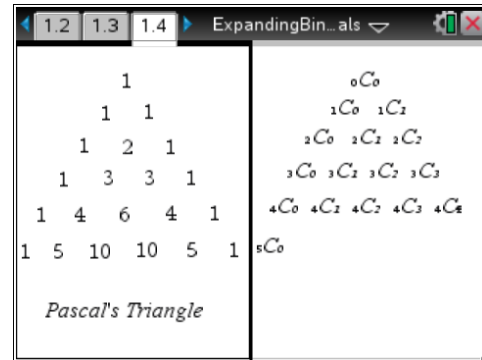 1.2 1.3 1.4 ExpandingBin...als
1
1 1
1 2 1
1 3 3 1
1 4 6 4 1
1 5 10 10 5 1
Pascal's Triangle
₀C₀
₁C₀ ₁C₁
₂C₀ ₂C₁ ₂C₂
₃C₀ ₃C₁ ₃C₂ ₃C₃
₄C₀ ₄C₁ ₄C₂ ₄C₃ ₄C₄
₅C₀